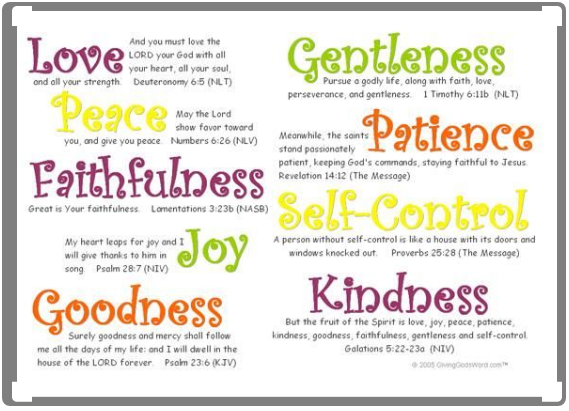 Love And you must love the
LORD your God with all
your heart, all your soul,
and all your strength. Deuteronomy 6:5 (NLT)
Peace May the Lord
show favor toward
you, and give you peace. Numbers 6:26 (NLV)
Faithfulness
Great is Your faithfulness. Lamentations 3:23b (NASB)
My heart leaps for joy and I
will give thanks to him in
song. Psalm 28:7 (NIV) Joy
Goodness
Surely goodness and mercy shall follow
me all the days of my life: and I will dwell in the
house of the LORD forever. Psalm 23:6 (KJV)
Gentleness
Pursue a godly life, along with faith, love,
perseverance, and gentleness. 1 Timothy 6:11b (NLT)
Meanwhile, the saints Patience
stand passionately
patient, keeping God's commands, staying faithful to Jesus.
Revelation 14:12 (The Message)
Self-Control
A person without self-control is like a house with its doors and
windows knocked out. Proverbs 25:28 (The Message)
Kindness
But the fruit of the Spirit is love, joy, peace, patience,
kindness, goodness, faithfulness, gentleness and self-control.
Galations 5:22-23a (NIV)
© 2005 GivingGodsWord.com™